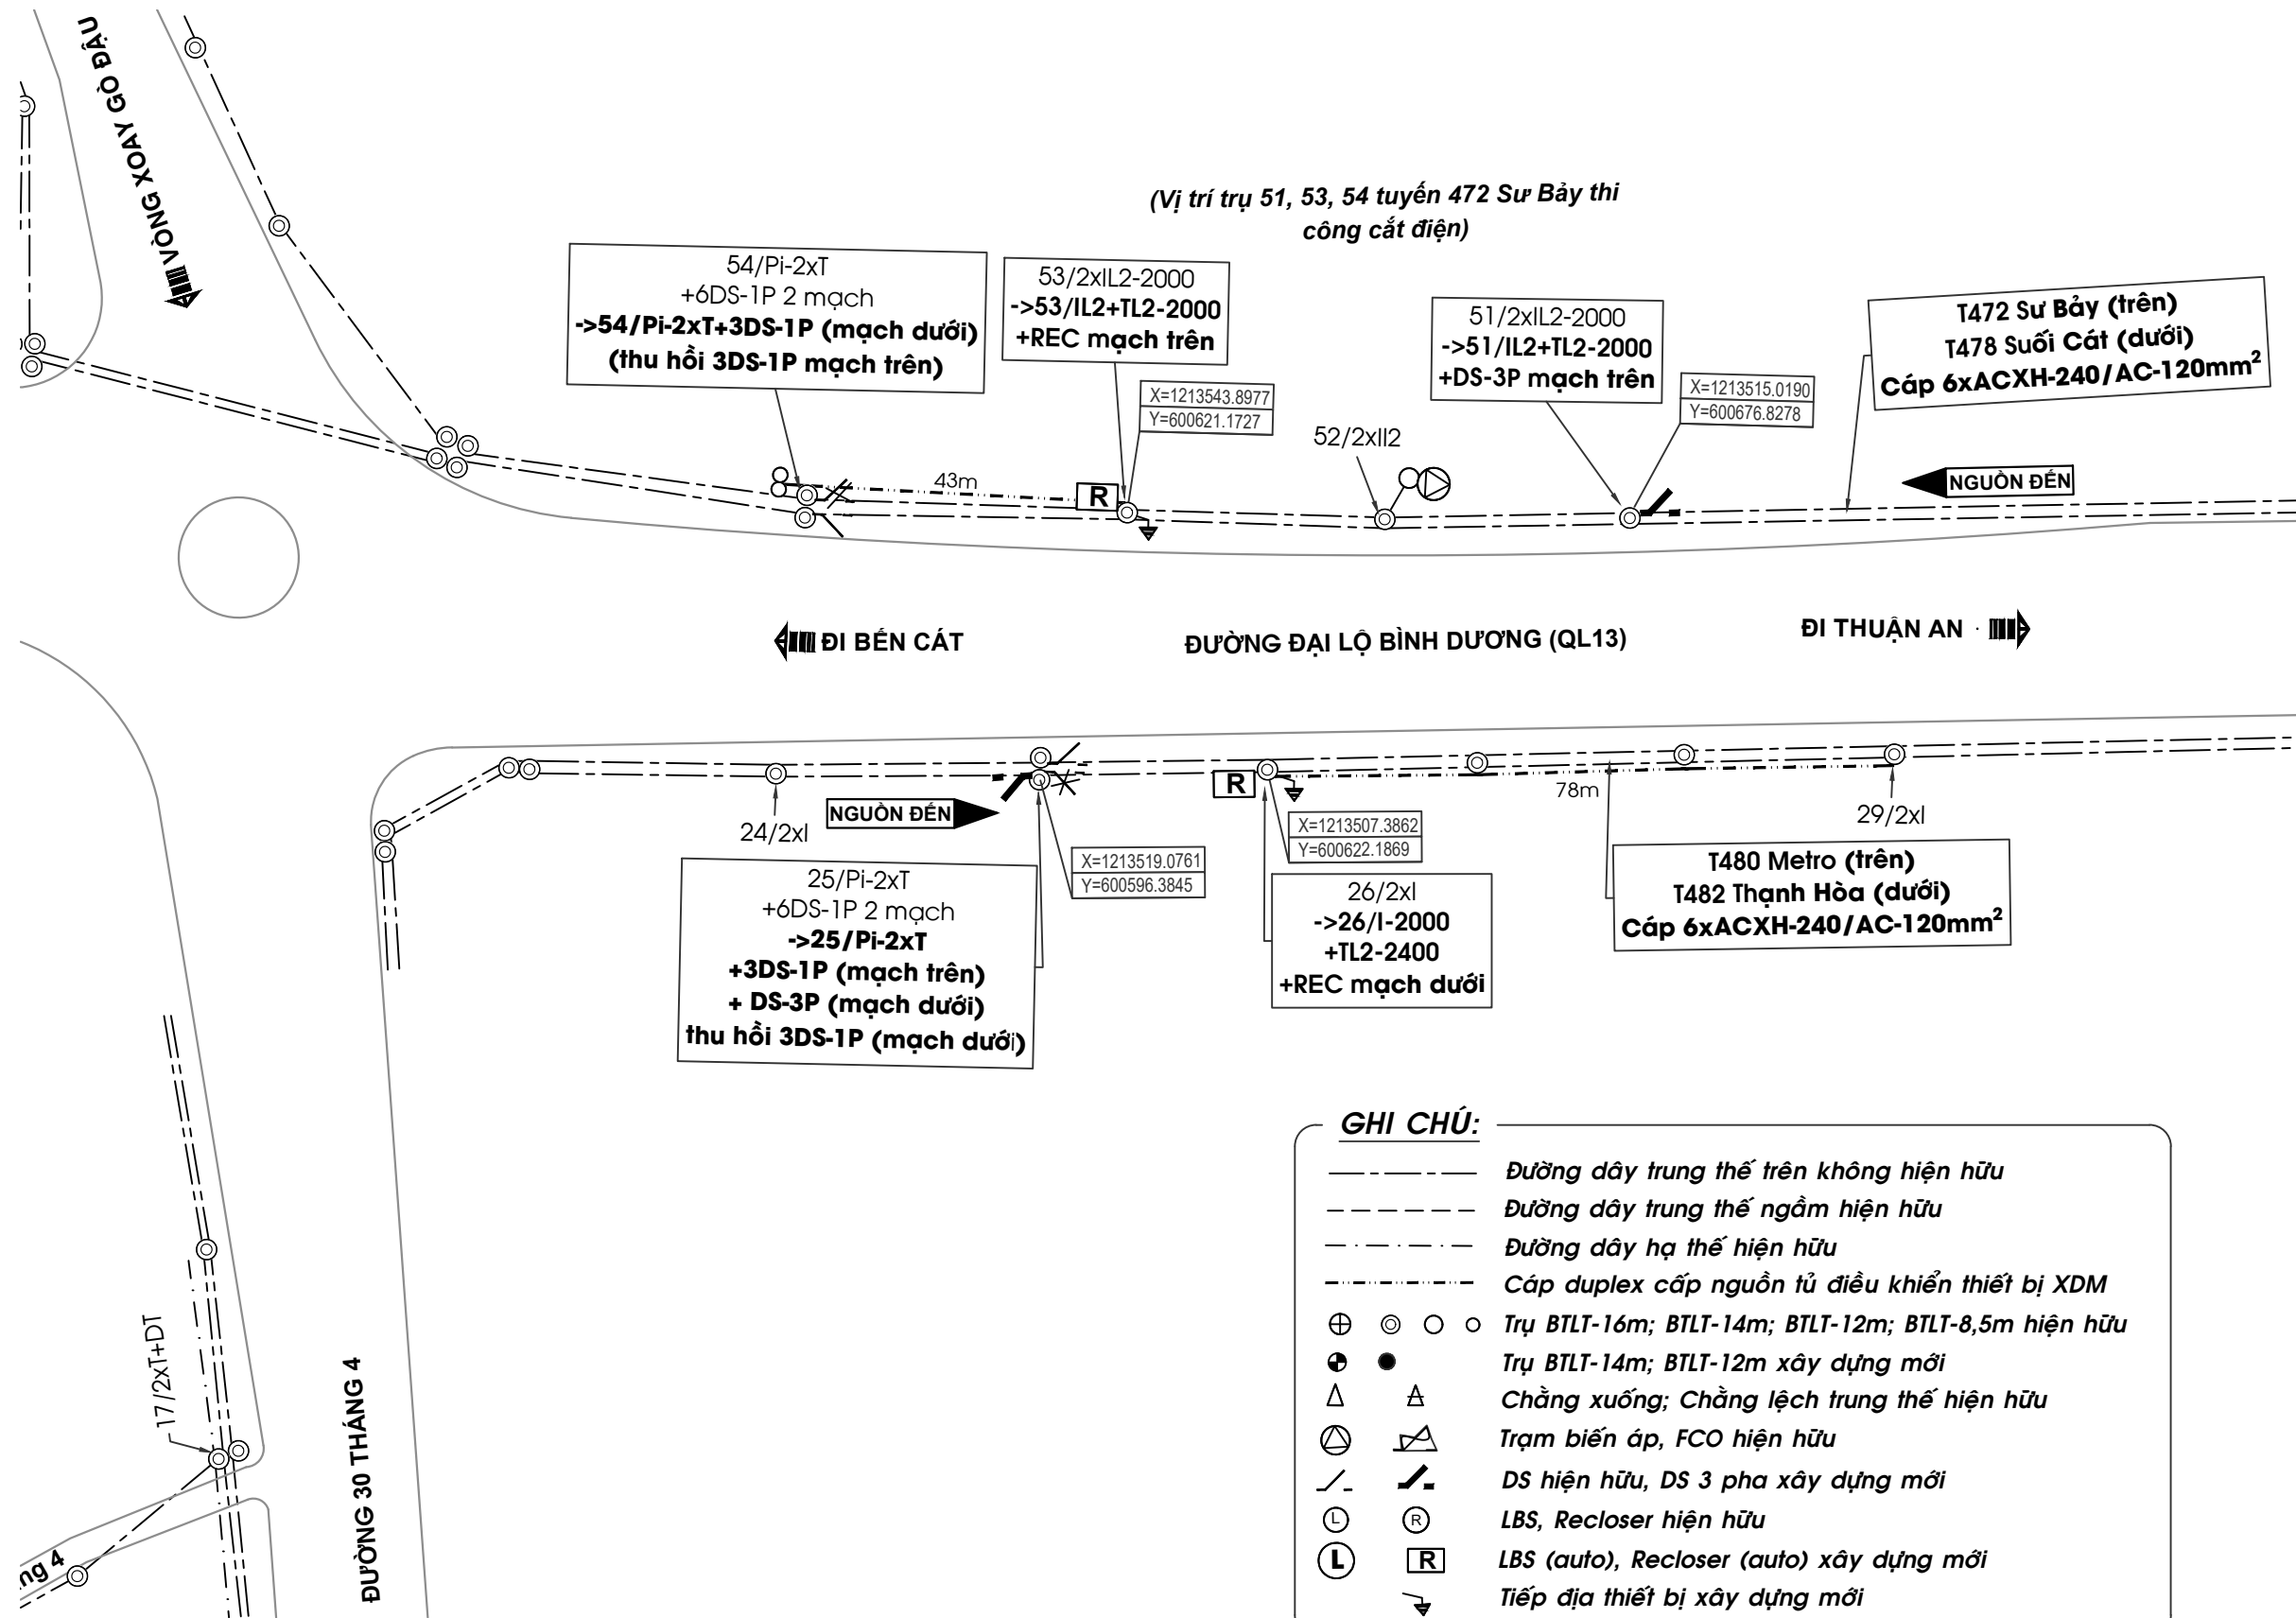 VÒNG XOAY GÒ ĐẬU
(Vị trí trụ 51, 53, 54 tuyến 472 Sư Bảy thi
công cắt điện)
54/Pi-2xT
+6DS-1P 2 mạch
->54/Pi-2xT+3DS-1P (mạch dưới)
(thu hồi 3DS-1P mạch trên)
53/2xIL2-2000
->53/IL2+TL2-2000
+REC mạch trên
X=1213543.8977
Y=600621.1727
52/2xII2
51/2xIL2-2000
->51/IL2+TL2-2000
+DS-3P mạch trên
X=1213515.0190
Y=600676.8278
T472 Sư Bảy (trên)
T478 Suối Cát (dưới)
Cáp 6xACXH-240/AC-120mm²
43m
R
NGUỒN ĐẾN
ĐI BẾN CÁT
ĐƯỜNG ĐẠI LỘ BÌNH DƯƠNG (QL13)
ĐI THUẬN AN
24/2xI
NGUỒN ĐẾN
R
78m
29/2xI
X=1213519.0761
Y=600596.3845
X=1213507.3862
Y=600622.1869
25/Pi-2xT
+6DS-1P 2 mạch
->25/Pi-2xT
+3DS-1P (mạch trên)
+ DS-3P (mạch dưới)
thu hồi 3DS-1P (mạch dưới)
26/2xI
->26/I-2000
+TL2-2400
+REC mạch dưới
T480 Metro (trên)
T482 Thạnh Hòa (dưới)
Cáp 6xACXH-240/AC-120mm²
17/2xT+DT
ĐƯỜNG 30 THÁNG 4
ng 4
GHI CHÚ:
Đường dây trung thế trên không hiện hữu
Đường dây trung thế ngầm hiện hữu
Đường dây hạ thế hiện hữu
Cáp duplex cấp nguồn tủ điều khiển thiết bị XDM
Trụ BTLT-16m; BTLT-14m; BTLT-12m; BTLT-8,5m hiện hữu
Trụ BTLT-14m; BTLT-12m xây dựng mới
Chằng xuống; Chằng lệch trung thế hiện hữu
Trạm biến áp, FCO hiện hữu
DS hiện hữu, DS 3 pha xây dựng mới
L R LBS, Recloser hiện hữu
L R LBS (auto), Recloser (auto) xây dựng mới
Tiếp địa thiết bị xây dựng mới